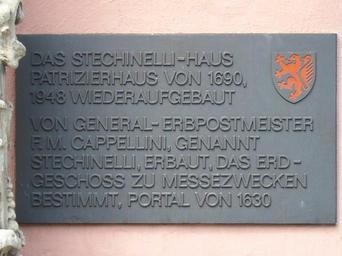 DAS STECHINELLI-HAUS
PATRIZIERHAUS VON 1690,
1948 WIEDERAUFGEBAUT
VON GENERAL-ERBPOSTMEISTER
F. M. CAPPELLINI, GENANNT
STECHINELLI, ERBAUT, DAS ERD-
GESCHOSS ZU MESSEZWECKEN
BESTIMMT, PORTAL VON 1630